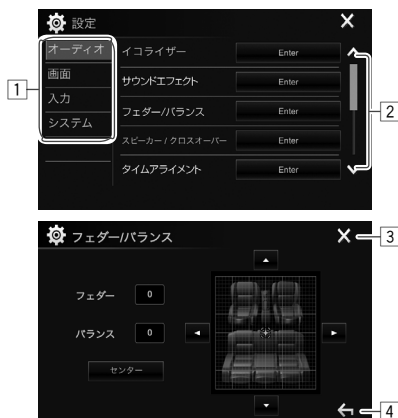 設定
オーディオ
画面
入力
システム
イコライザー Enter
サウンドエフェクト Enter
フェダー/バランス Enter
スピーカー / クロスオーバー Enter
タイムアライメント Enter
1
2
フェダー/バランス
3
フェダー 0
バランス 0
センター
4